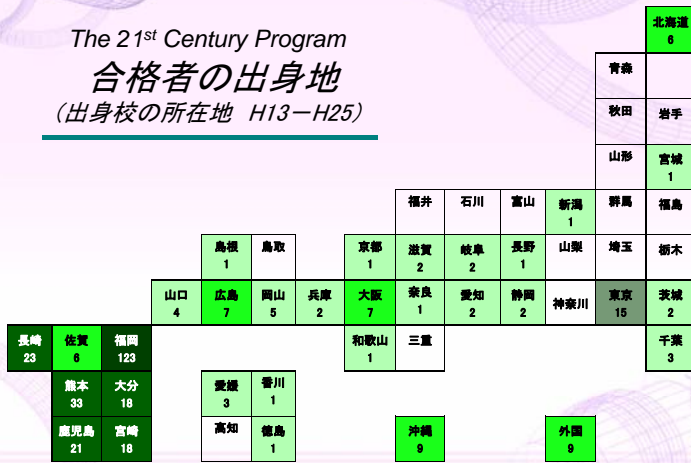 The 21st Century Program
合格者の出身地
（出身校の所在地 H13－H25）
北海道
6
青森
秋田 岩手
山形 宮城
1
福井 石川 富山 新潟 群馬 福島
1
島根 鳥取 京都 滋賀 岐阜 長野 山梨 埼玉 栃木
1 1 2 2 1
山口 広島 岡山 兵庫 大阪 奈良 愛知 静岡 神奈川 東京 茨城
4 7 5 2 7 1 2 2 15 2
長崎 佐賀 福岡 和歌山 三重 千葉
23 6 123 1 3
熊本 大分 愛媛 香川
33 18 3 1
鹿児島 宮崎 高知 徳島 沖縄 外国
21 18 1 9 9